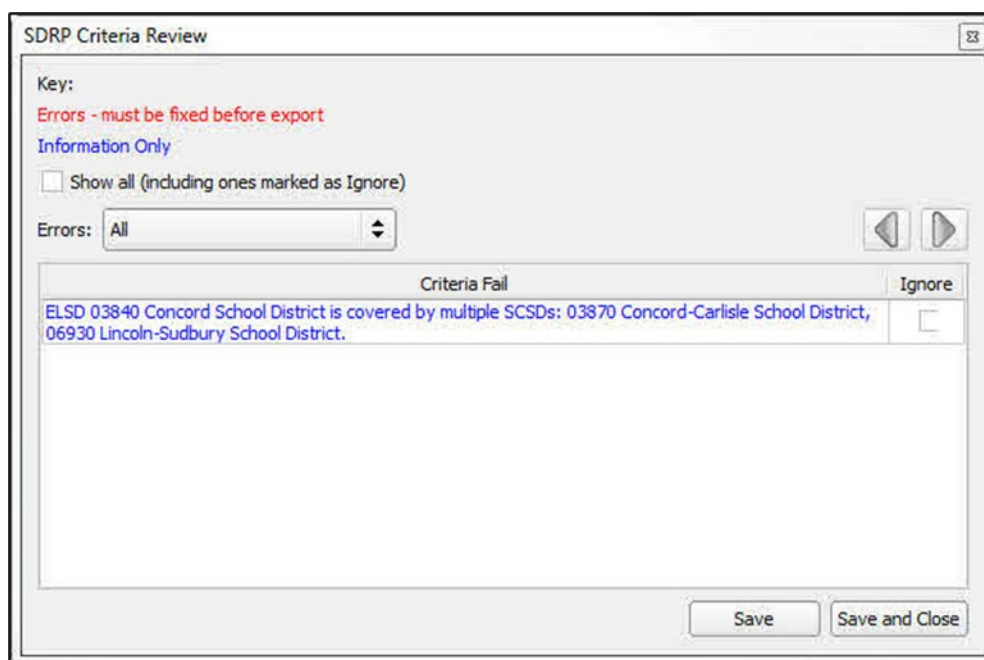 SDRP Criteria Review
Key:
Errors - must be fixed before export
Information Only
Show all (including ones marked as Ignore)
Errors: All
Criteria Fail Ignore
ELSD 03840 Concord School District is covered by multiple SCSDs: 03870 Concord-Carlisle School District,
06930 Lincoln-Sudbury School District.
Save Save and Close